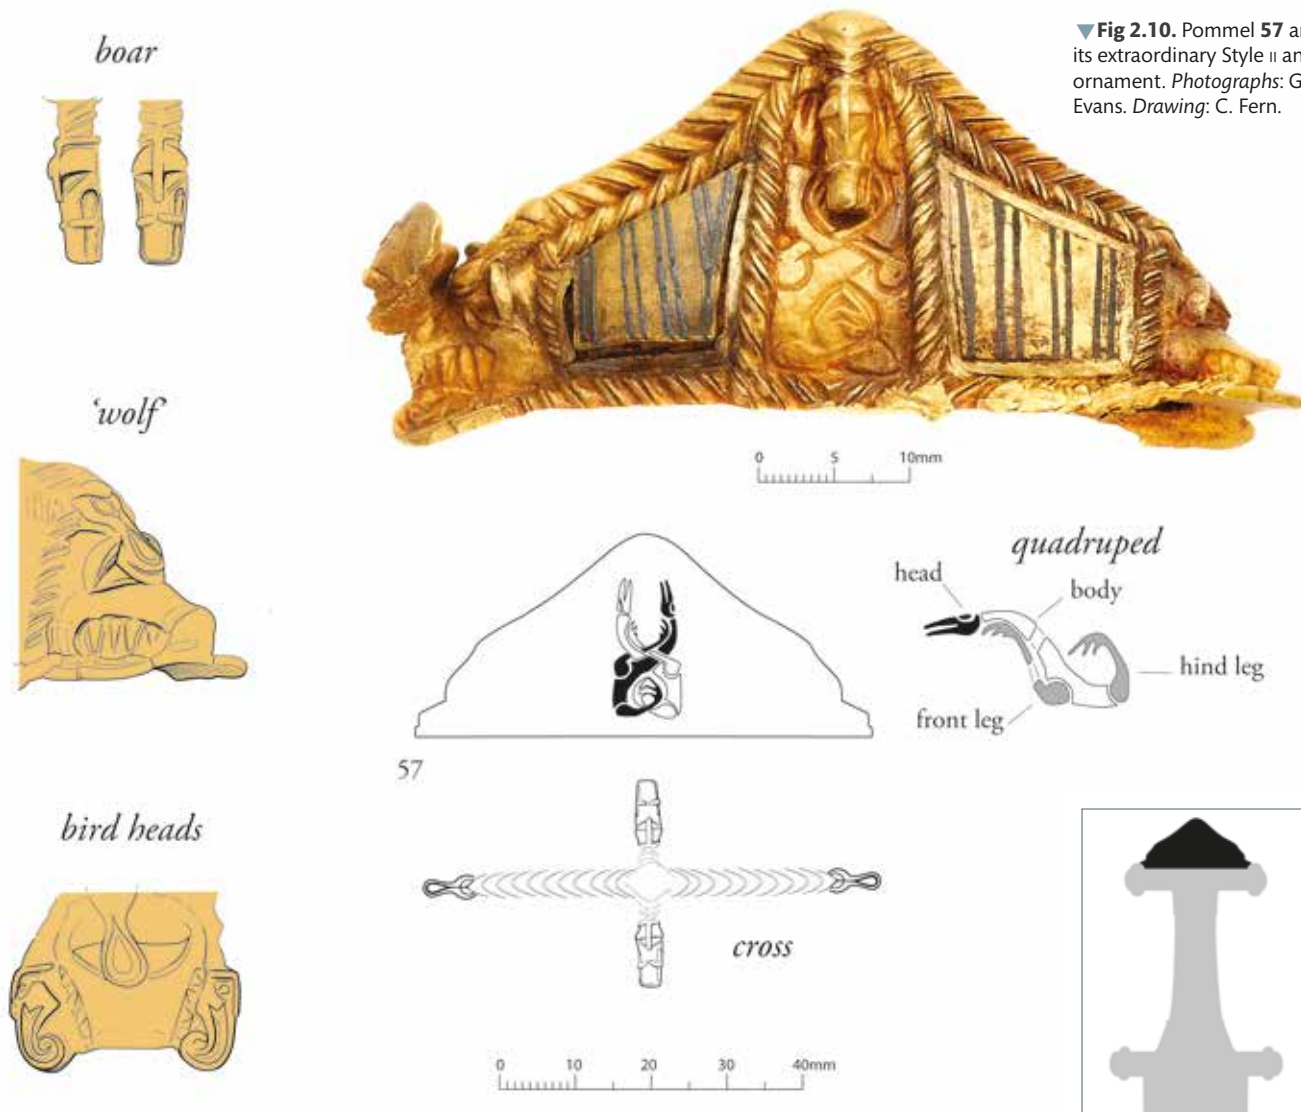 boar
▼Fig 2.10. Pommel 57
its extraordinary Style II
ornament. Photographs:
Evans. Drawing: C. Fern.
0 5 10mm
‘wolf’
quadruped
head
body
hind leg
front leg
57
bird heads
cross
0 10 20 30 40mm